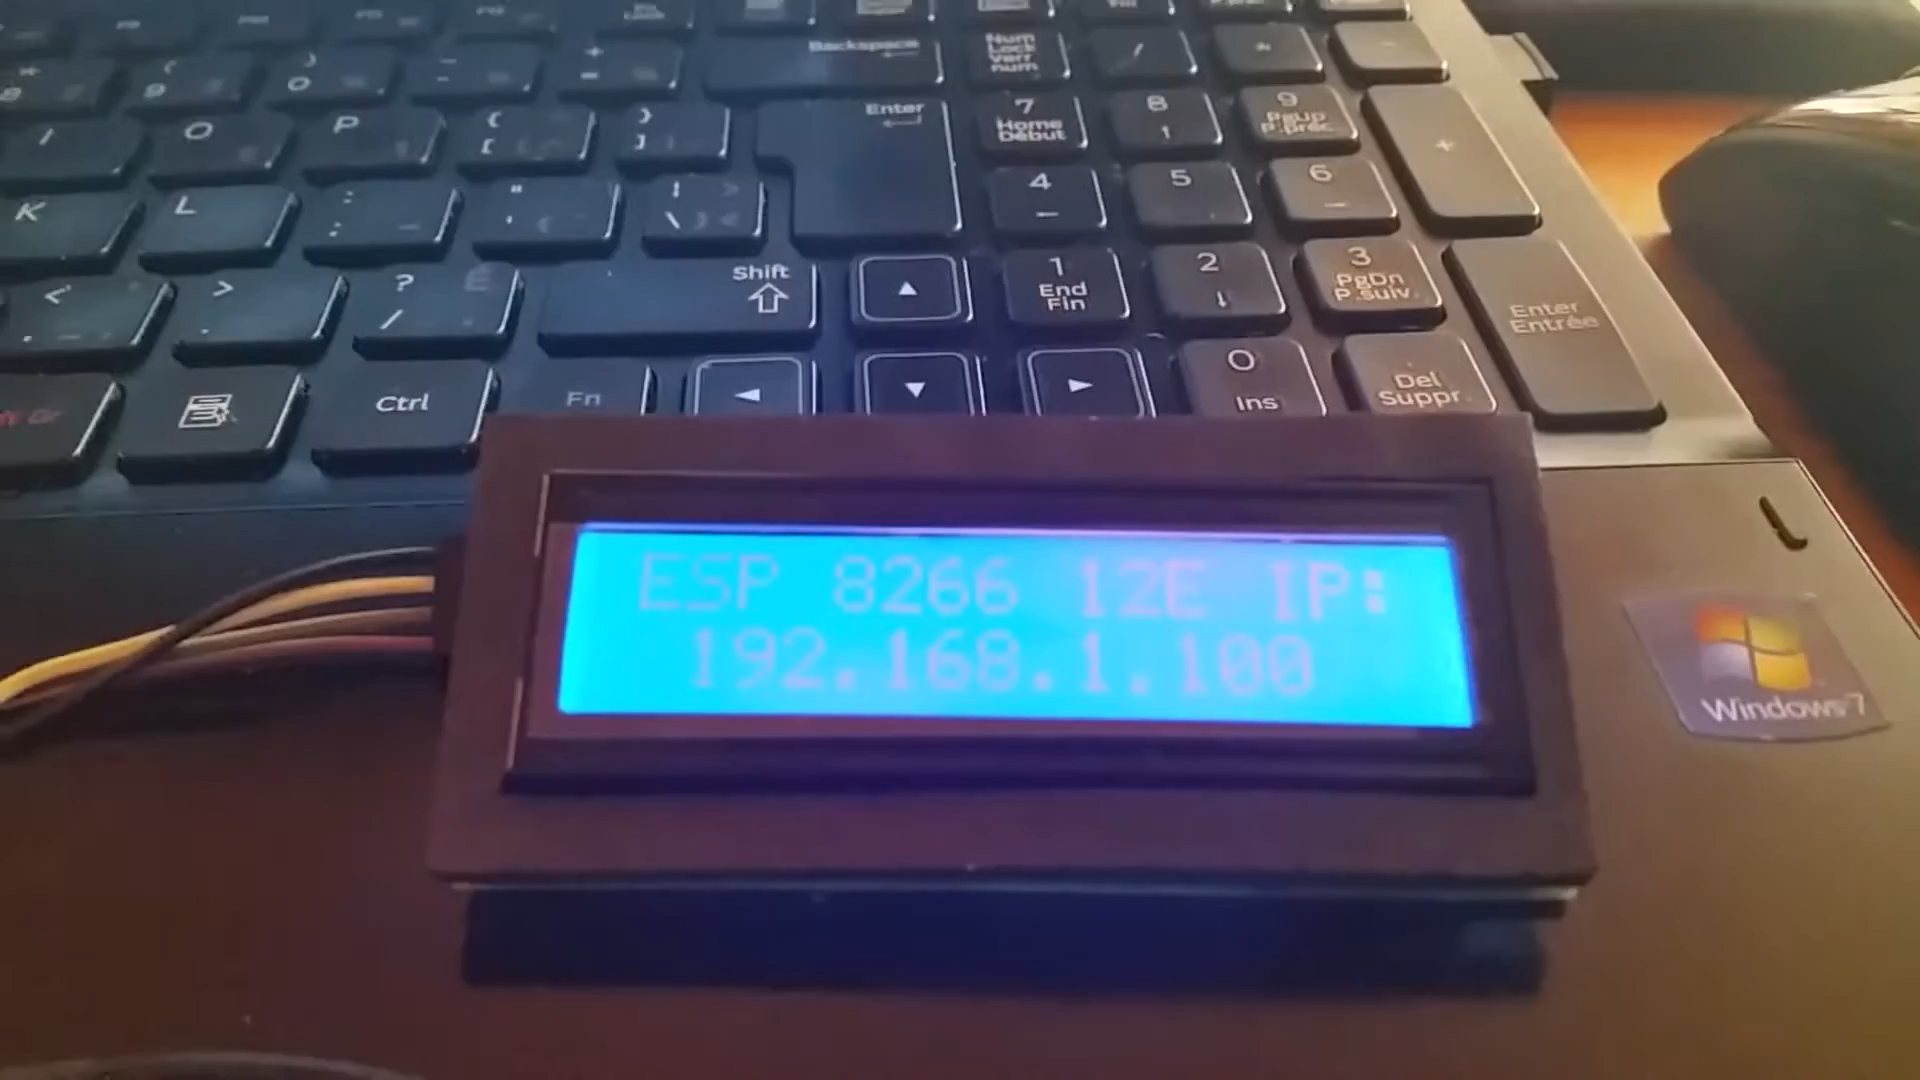 Backspace
Num
Lock
Verr
num
/
*
-
Enter
7
Home
Début
8
9
PgUp
P.préc.
+
O
P
{
[
}
]
K
L
:
;
"
'
4
5
6
Shift
1
End
Fin
2
3
PgDn
P.suiv.
Enter
Entrée
<
>
.
?
/
É
Ctrl
Fn
0
Ins
Del
Suppr.
ESP 8266 12E IP:
192.168.1.100
Windows 7